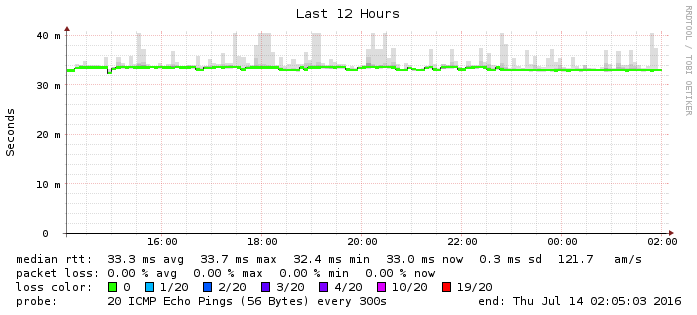 Last 12 Hours
RRDTOOL / TOBI OETIKER
Seconds
40 m
30 m
20 m
10 m
0
16:00 18:00 20:00 22:00 00:00 02:00
median rtt: 33.3 ms avg 33.7 ms max 32.4 ms min 33.0 ms now 0.3 ms sd 121.7 am/s
packet loss: 0.00 % avg 0.00 % max 0.00 % min 0.00 % now
loss color: 0 1/20 2/20 3/20 4/20 10/20 19/20
probe: 20 ICMP Echo Pings (56 Bytes) every 300s end: Thu Jul 14 02:05:03 2016